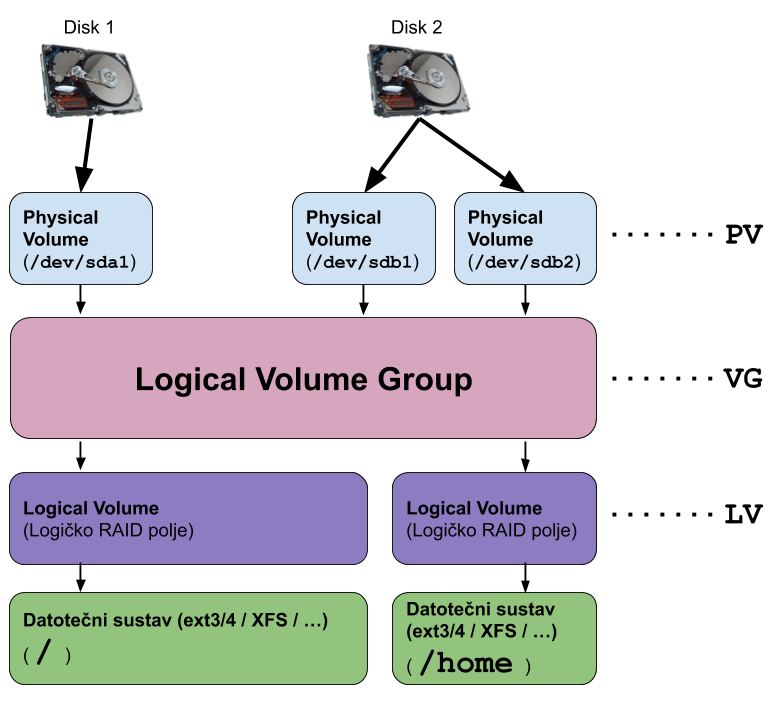 Disk 1
Disk 2
Physical
Volume
(/dev/sda1)
Physical
Volume
(/dev/sdb1)
Physical
Volume
(/dev/sdb2)
······· PV
Logical Volume Group
······· VG
Logical Volume
(Logičko RAID polje)
Logical Volume
(Logičko RAID polje)
······· LV
Datotečni sustav (ext3/4 / XFS / …)
( / )
Datotečni sustav
(ext3/4 / XFS / …)
( /home )